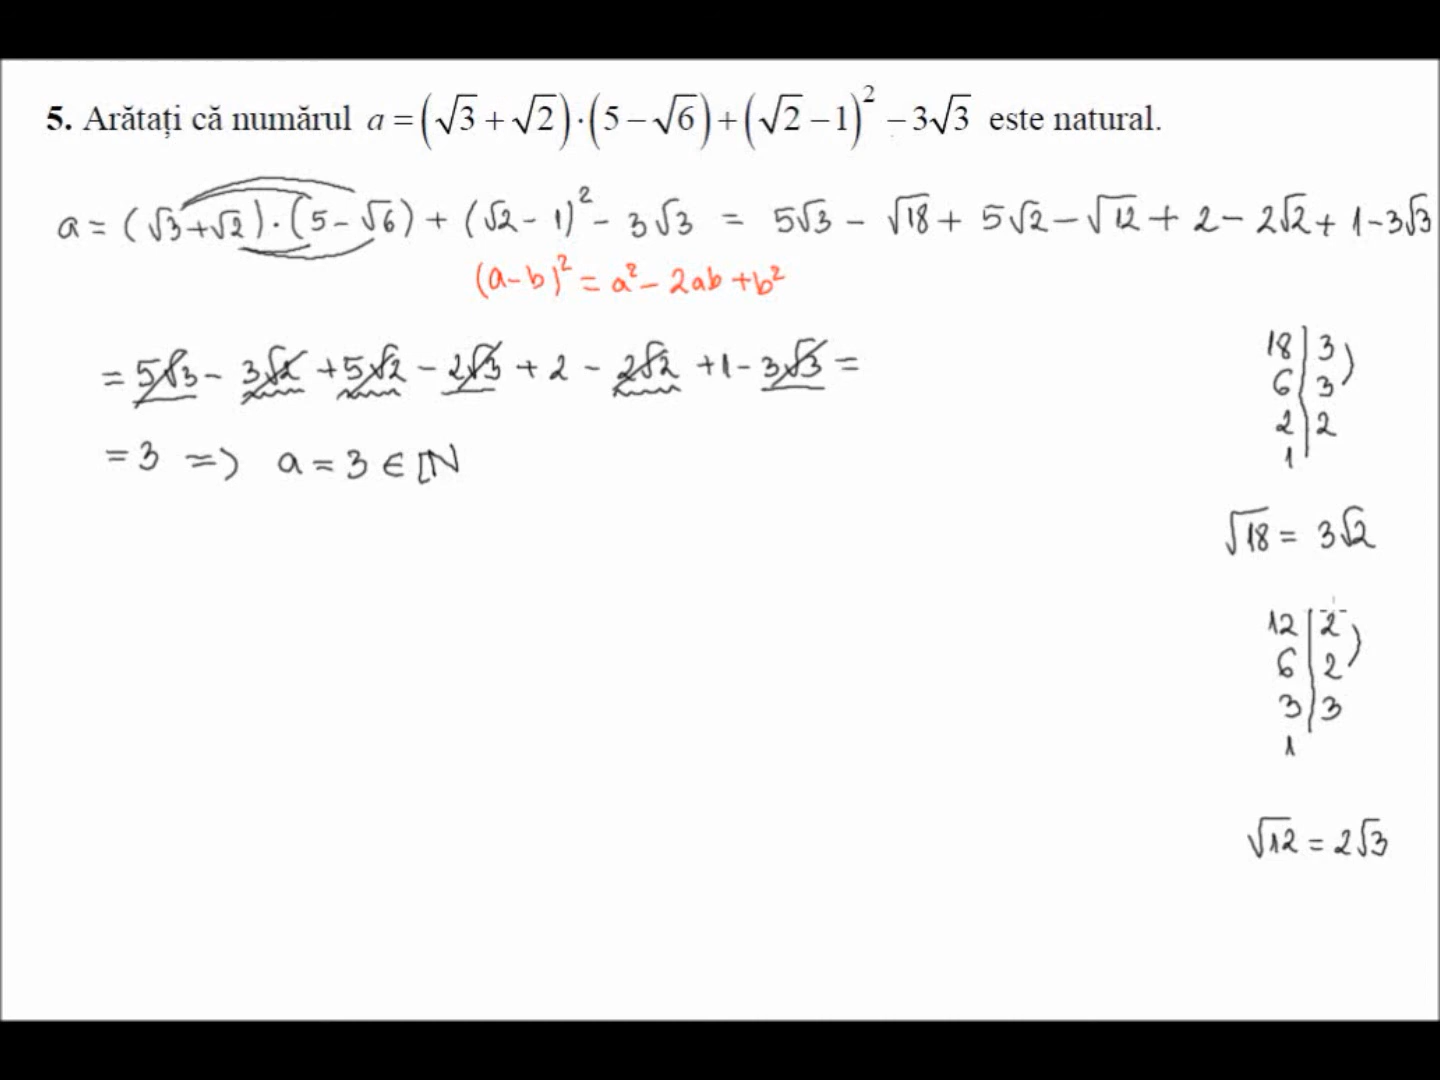 5. Arătați că numărul a = (√3 + √2)·(5 − √6) + (√2 − 1)² − 3√3 este natural.
a = (√3 + √2)·(5 − √6) + (√2 − 1)² − 3√3 = 5√3 − √18 + 5√2 − √12 + 2 − 2√2 + 1 − 3√3
(a − b)² = a² − 2ab + b²
= 5√3 − 3√2 + 5√2 − 2√3 + 2 − 2√2 + 1 − 3√3 =
= 3 ⇒ a = 3 ∈ ℕ
18 | 3
6 | 3
2 | 2
1
√18 = 3√2
12 | 2
6 | 2
3 | 3
1
√12 = 2√3